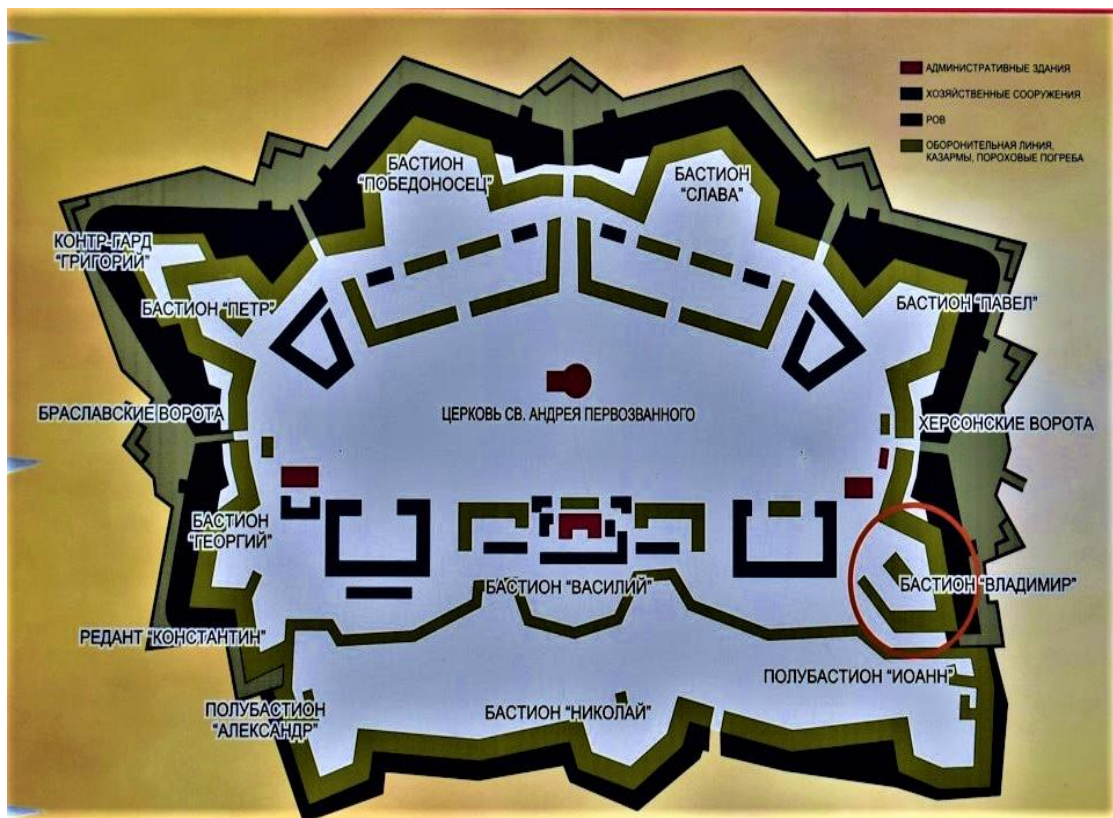 АДМИНИСТРАТИВНЫЕ ЗДАНИЯ
ХОЗЯЙСТВЕННЫЕ СООРУЖЕНИЯ
РОВ
ОБОРОНИТЕЛЬНАЯ ЛИНИЯ,
КАЗАРМЫ, ПОРОХОВЫЕ ПОГРЕБА
БАСТИОН
"ПОБЕДОНОСЕЦ"
БАСТИОН
"СЛАВА"
КОНТР-ГАРД
"ГРИГОРИЙ"
БАСТИОН "ПЕТР"
БАСТИОН "ПАВЕЛ"
БРАСЛАВСКИЕ ВОРОТА
ЦЕРКОВЬ СВ. АНДРЕЯ ПЕРВОЗВАННОГО
ХЕРСОНСКИЕ ВОРОТА
БАСТИОН
"ГЕОРГИЙ"
БАСТИОН "ВАСИЛИЙ"
БАСТИОН "ВЛАДИМИР"
РЕДАНТ "КОНСТАНТИН"
ПОЛУБАСТИОН "ИОАНН"
ПОЛУБАСТИОН
"АЛЕКСАНДР"
БАСТИОН "НИКОЛАЙ"